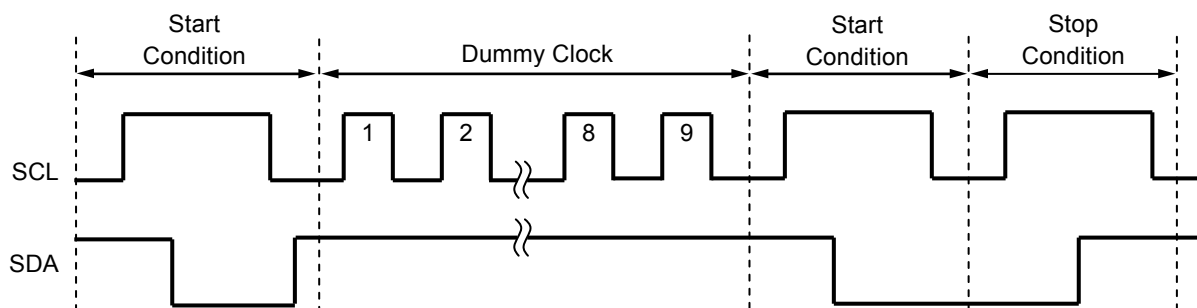 Start
Condition
Dummy Clock
Start
Condition
Stop
Condition
SCL
1
2
8
9
SDA